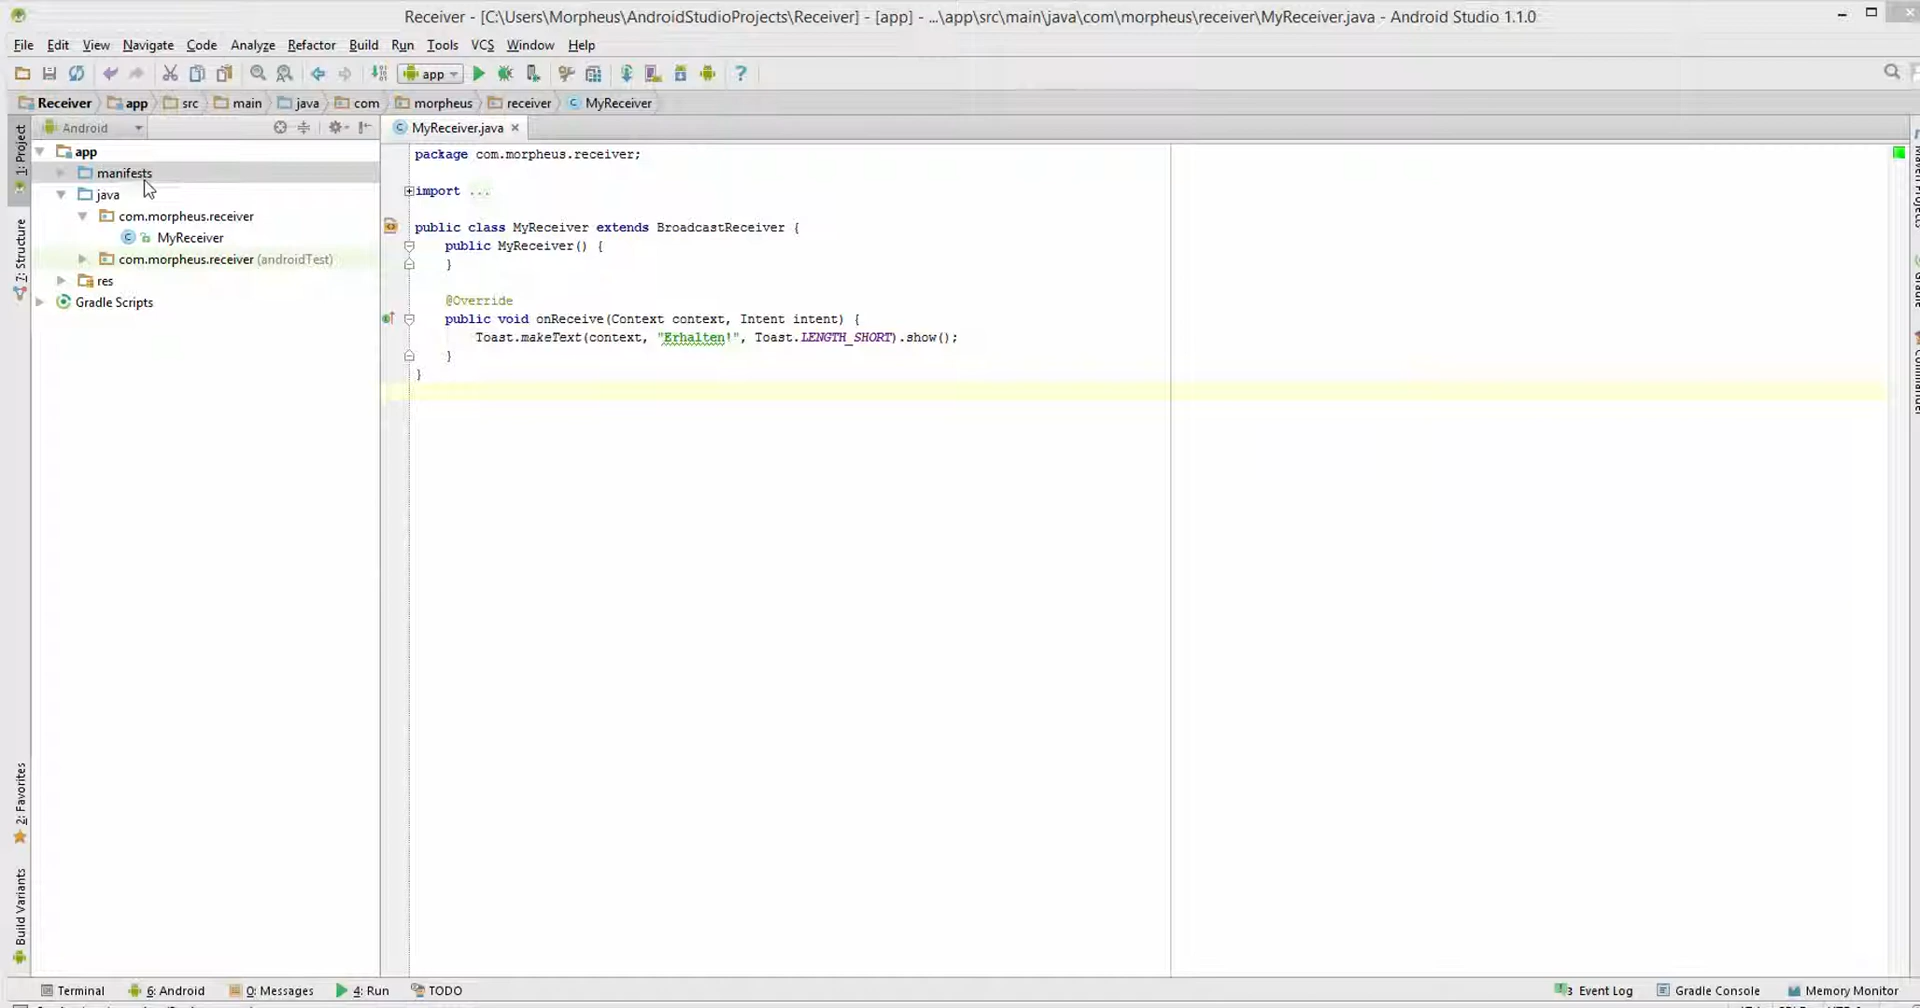 Receiver - [C:\Users\Morpheus\AndroidStudioProjects\Receiver] - [app] - ...\app\src\main\java\com\morpheus\receiver\MyReceiver.java - Android Studio 1.1.0
File Edit View Navigate Code Analyze Refactor Build Run Tools VCS Window Help
app
Receiver app src main java com morpheus receiver MyReceiver
1: Project
7: Structure
2: Favorites
Build Variants
Android
app
manifests
java
com.morpheus.receiver
MyReceiver
com.morpheus.receiver (androidTest)
res
Gradle Scripts
MyReceiver.java
package com.morpheus.receiver;
import ...
public class MyReceiver extends BroadcastReceiver {
public MyReceiver() {
}
@Override
public void onReceive(Context context, Intent intent) {
Toast.makeText(context, "Erhalten!", Toast.LENGTH_SHORT).show();
}
}
Maven Projects
Gradle
Commander
Terminal 6: Android 0: Messages 4: Run TODO 3 Event Log Gradle Console Memory Monitor